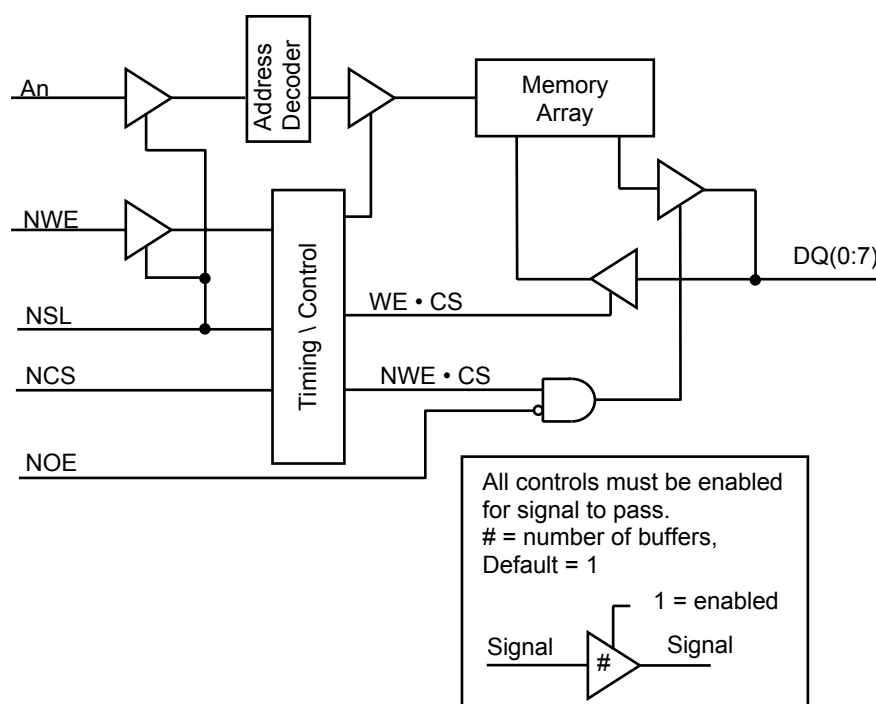 An
Address
Decoder
Memory
Array
NWE
DQ(0:7)
NSL
Timing \ Control
WE • CS
NCS
NWE • CS
NOE
All controls must be enabled
for signal to pass.
# = number of buffers,
Default = 1
1 = enabled
Signal
#
Signal